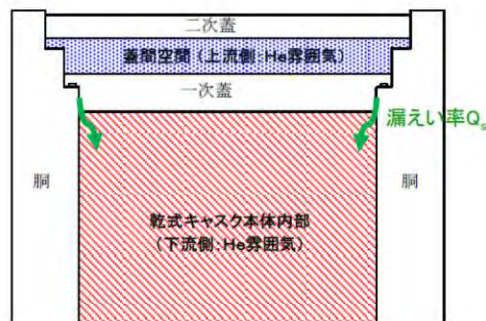 二次蓋
蓋間空間(上流側:He雰囲気)
一次蓋
漏えい率Qs
胴
胴
乾式キャスク本体内部
(下流側:He雰囲気)